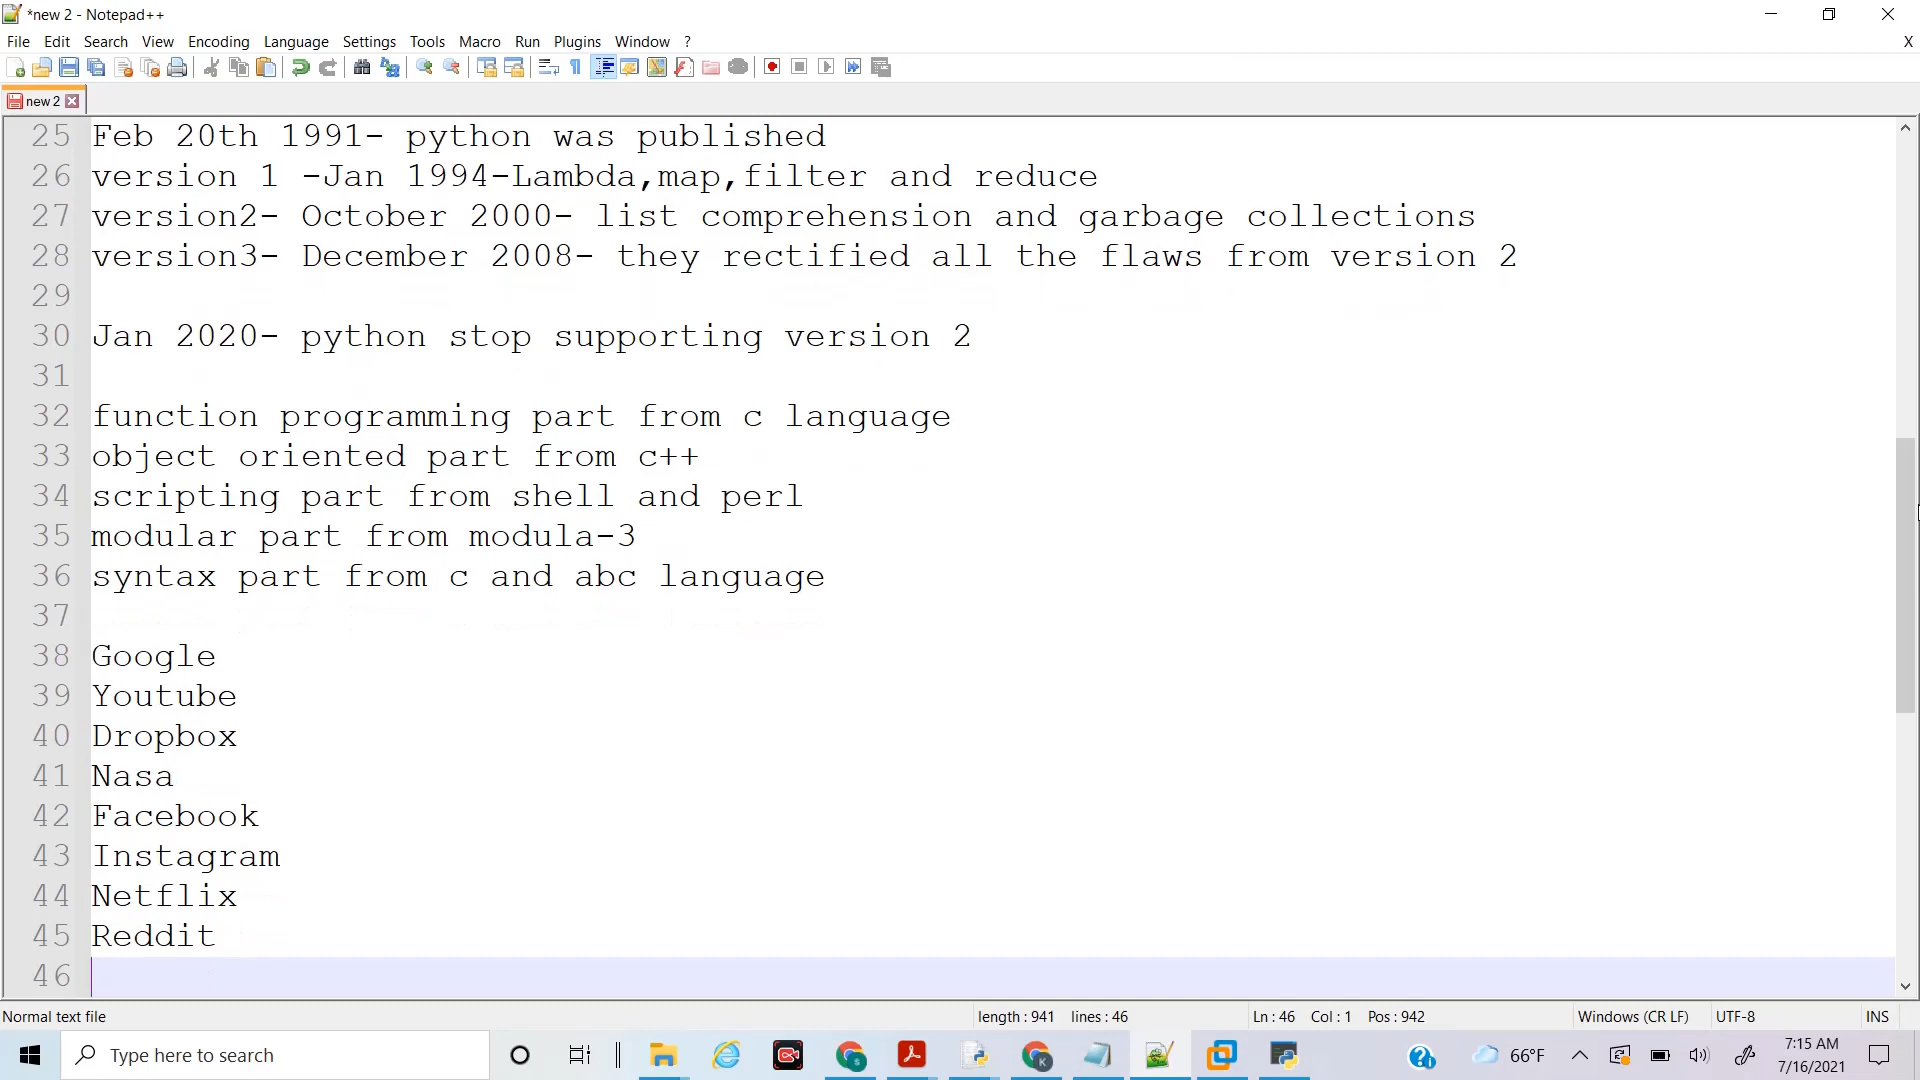 *new 2 - Notepad++
File Edit Search View Encoding Language Settings Tools Macro Run Plugins Window ? X
new 2
25 Feb 20th 1991- python was published
26 version 1 -Jan 1994-Lambda,map,filter and reduce
27 version2- October 2000- list comprehension and garbage collections
28 version3- December 2008- they rectified all the flaws from version 2
29
30 Jan 2020- python stop supporting version 2
31
32 function programming part from c language
33 object oriented part from c++
34 scripting part from shell and perl
35 modular part from modula-3
36 syntax part from c and abc language
37
38 Google
39 Youtube
40 Dropbox
41 Nasa
42 Facebook
43 Instagram
44 Netflix
45 Reddit
46
Normal text file length : 941 lines : 46 Ln : 46 Col : 1 Pos : 942 Windows (CR LF) UTF-8 INS
Type here to search 66°F 7:15 AM
7/16/2021